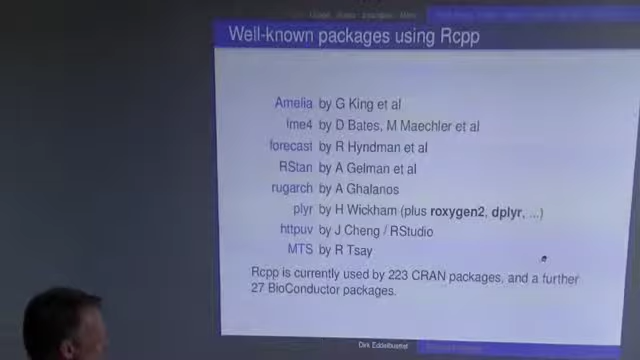 Well-known packages using Rcpp
Amelia by G King et al
lme4 by D Bates, M Maechler et al
forecast by R Hyndman et al
RStan by A Gelman et al
rugarch by A Ghalanos
plyr by H Wickham (plus roxygen2, dplyr, ...)
httpuv by J Cheng / RStudio
MTS by R Tsay
Rcpp is currently used by 223 CRAN packages, and a further
27 BioConductor packages.
Dirk Eddelbuettel